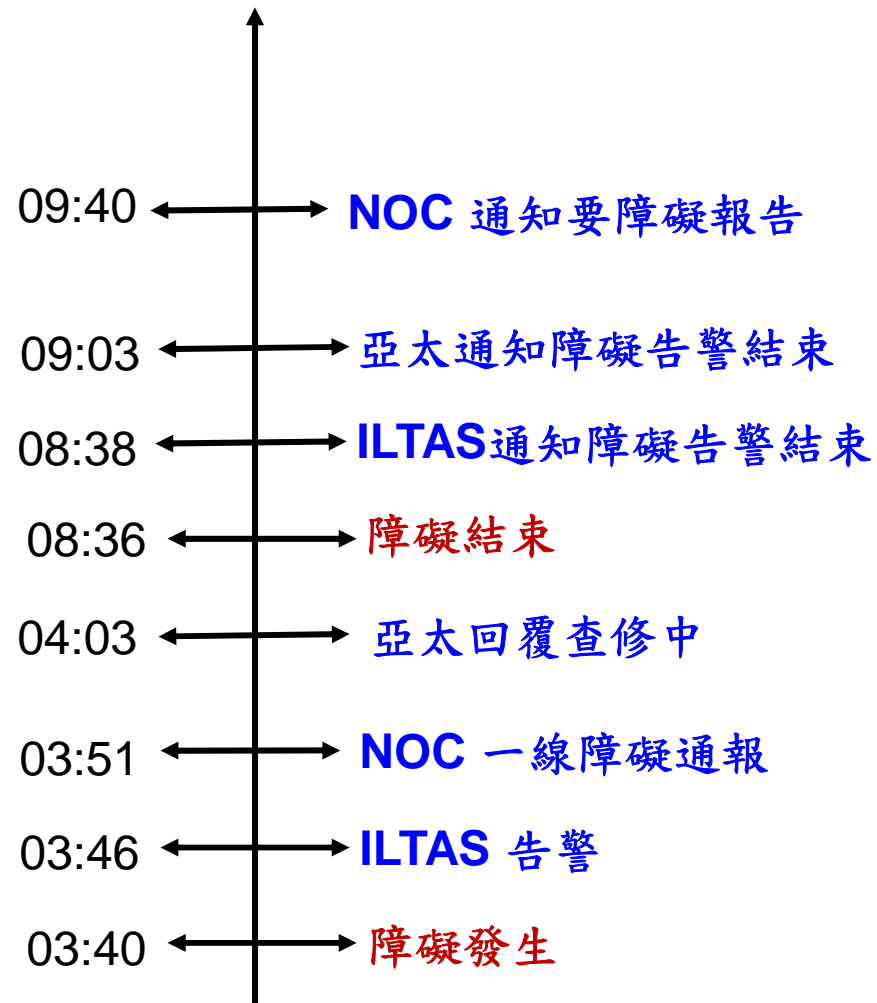 09:40 NOC 通知要障礙報告
09:03 亞太通知障礙告警結束
08:38 ILTAS通知障礙告警結束
08:36 障礙結束
04:03 亞太回覆查修中
03:51 NOC 一線障礙通報
03:46 ILTAS 告警
03:40 障礙發生